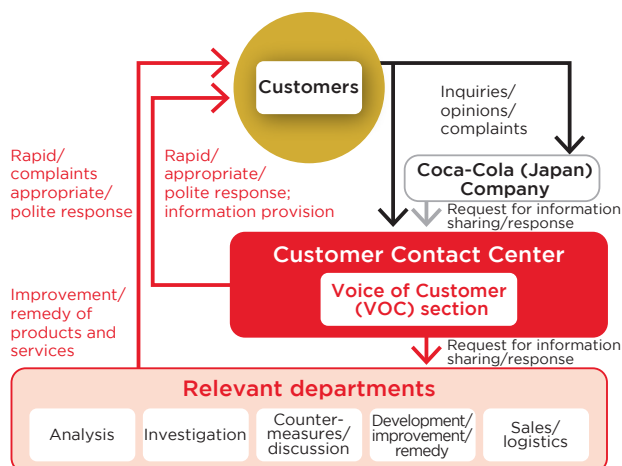 Customers
Inquiries/
opinions/
complaints
Rapid/
complaints
appropriate/
polite response
Rapid/
appropriate/
polite response;
information provision
Coca-Cola (Japan)
Company
Request for information
sharing/response
Customer Contact Center
Voice of Customer
(VOC) section
Improvement/
remedy of
products and
services
Request for information
sharing/response
Relevant departments
Analysis
Investigation
Counter-
measures/
discussion
Development/
improvement/
remedy
Sales/
logistics